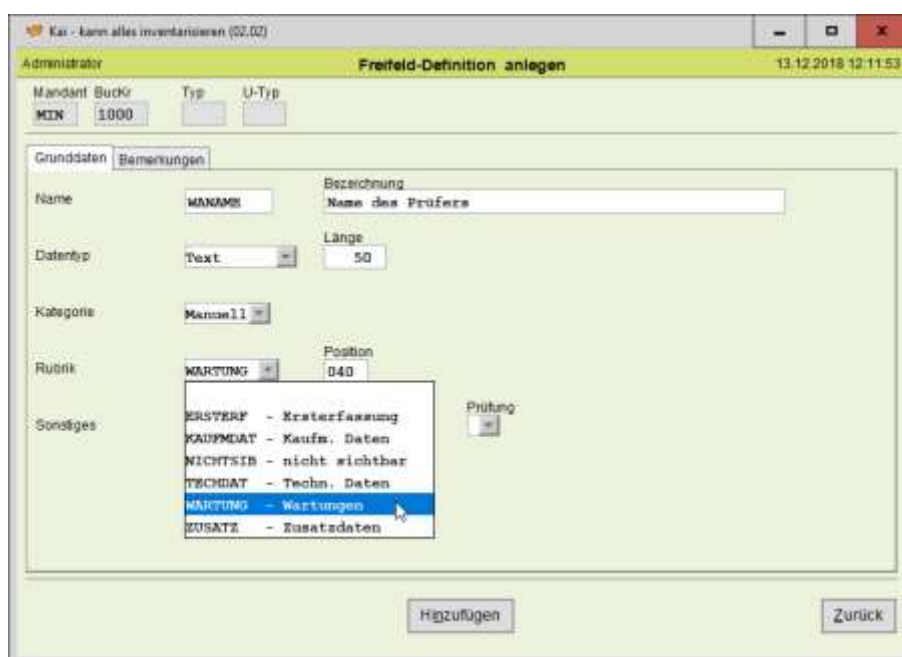 Kai - kann alles inventarisieren (02.02)
Administrator Freifeld-Definition anlegen 13.12.2018 12:11:53
Mandant BucKr Typ U-Typ
MIN 1000
Grunddaten Bemerkungen
Bezeichnung
Name WANAME Name des Prüfers
Länge
Datentyp Text 50
Kategorie Manuell
Position
Rubrik WARTUNG 040
Prüfung
ERSTERF - Ersterfassung
Sonstiges
KAUFMDAT - Kaufm. Daten
NICHTSIB - nicht sichtbar
TECHDAT - Techn. Daten
WARTUNG - Wartungen
ZUSATZ - Zusatzdaten
Hinzufügen Zurück